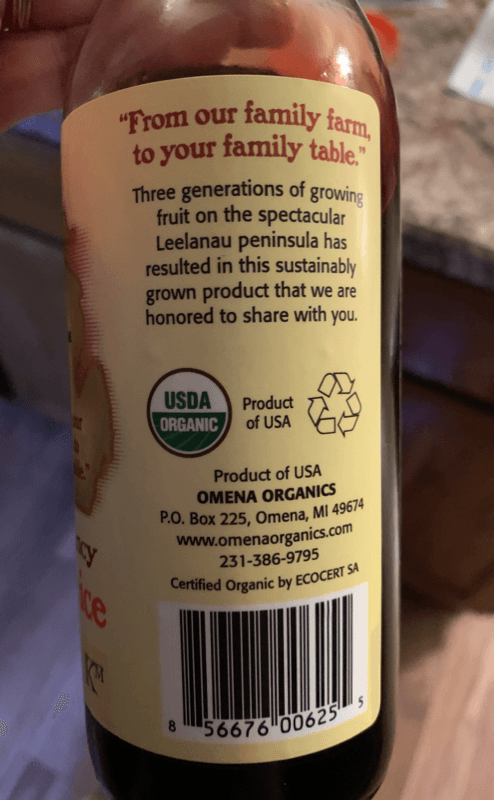 "From our family farm,
to your family table."
Three generations of growing
fruit on the spectacular
Leelanau peninsula has
resulted in this sustainably
grown product that we are
honored to share with you.
USDA
ORGANIC
Product
of USA
Product of USA
OMENA ORGANICS
P.O. Box 225, Omena, MI 49674
www.omenaorganics.com
231-386-9795
Certified Organic by ECOCERT SA
8 56676 00625 5